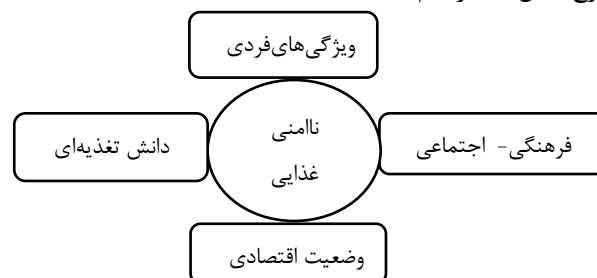 ویژگی‌های‌فردی
ناامنی
غذایی
فرهنگی- اجتماعی
دانش تغذیه‌ای
وضعیت اقتصادی